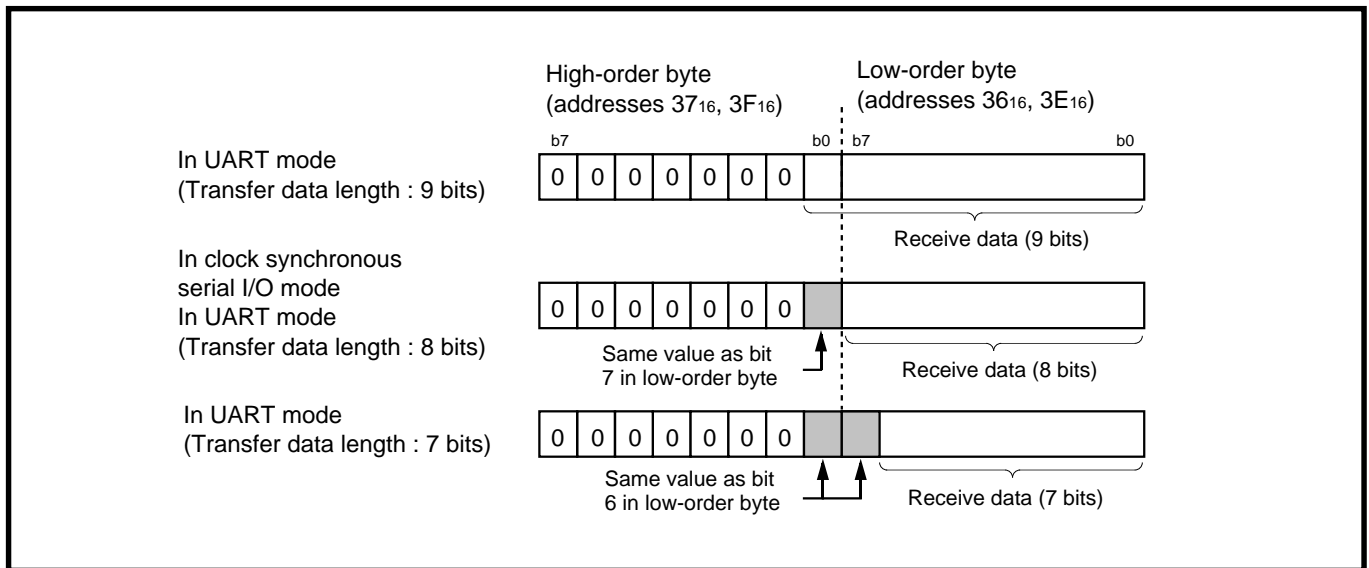 High-order byte
(addresses 37₁₆, 3F₁₆)
Low-order byte
(addresses 36₁₆, 3E₁₆)
b7 b0 b7 b0
In UART mode
(Transfer data length : 9 bits)
0 0 0 0 0 0 0
Receive data (9 bits)
In clock synchronous
serial I/O mode
In UART mode
(Transfer data length : 8 bits)
0 0 0 0 0 0 0
Same value as bit
7 in low-order byte
Receive data (8 bits)
In UART mode
(Transfer data length : 7 bits)
0 0 0 0 0 0 0
Same value as bit
6 in low-order byte
Receive data (7 bits)